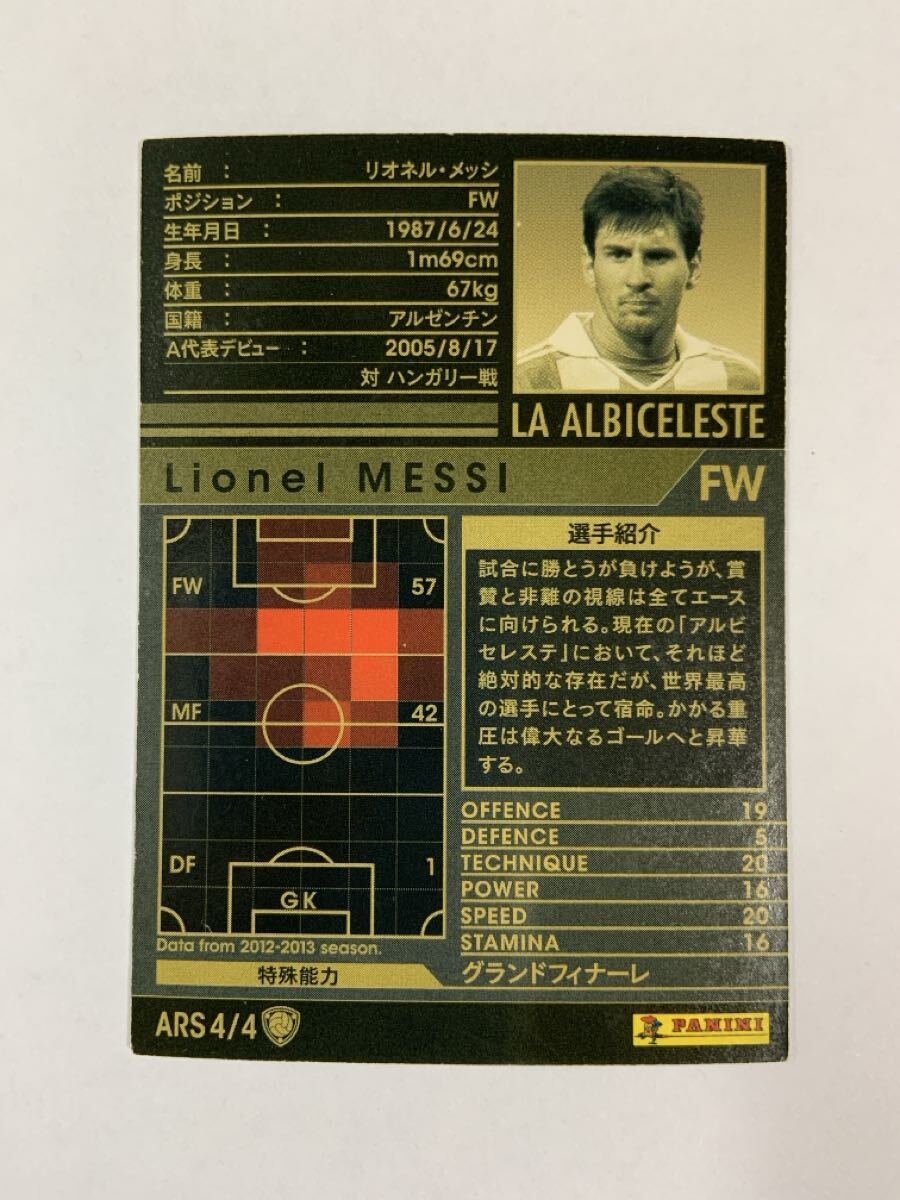 名前 : リオネル・メッシ
ポジション : FW
生年月日 : 1987/6/24
身長 : 1m69cm
体重 : 67kg
国籍 : アルゼンチン
A代表デビュー : 2005/8/17
対 ハンガリー戦
LA ALBICELESTE
Lionel MESSI FW
FW 57
MF 42
DF 1
GK
Data from 2012-2013 season.
選手紹介
試合に勝とうが負けようが、賞
賛と非難の視線は全てエース
に向けられる。現在の「アルビ
セレステ」において、それほど
絶対的な存在だが、世界最高
の選手にとって宿命。かかる重
圧は偉大なるゴールへと昇華
する。
OFFENCE 19
DEFENCE 5
TECHNIQUE 20
POWER 16
SPEED 20
STAMINA 16
特殊能力 グランドフィナーレ
ARS 4/4
PANINI